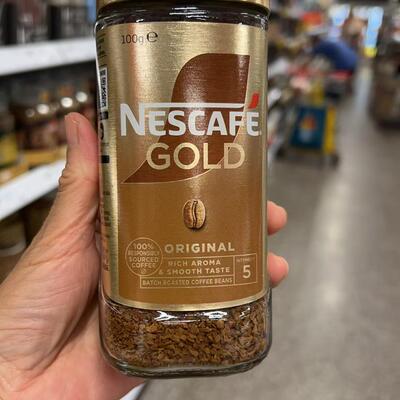 100g e
NESCAFÉ
GOLD
100%
RESPONSIBLY
SOURCED
COFFEE
ORIGINAL
RICH AROMA
& SMOOTH TASTE
INTENSITY
5
BATCH ROASTED COFFEE BEANS